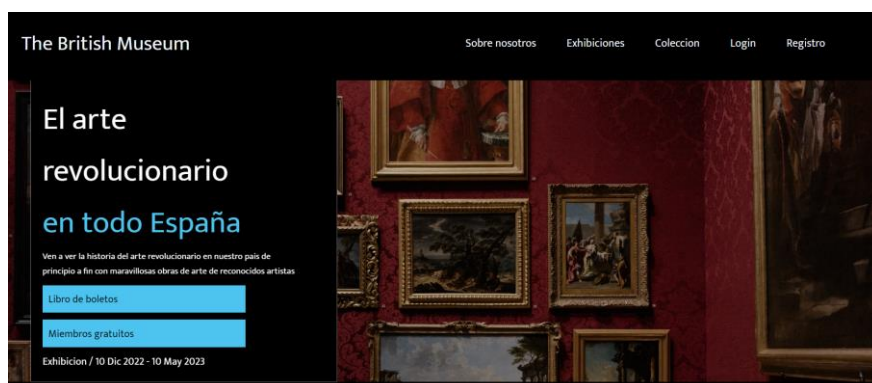 The British Museum
Sobre nosotros
Exhibiciones
Coleccion
Login
Registro
El arte
revolucionario
en todo España
Ven a ver la historia del arte revolucionario en nuestro pais de
principio a fin con maravillosas obras de arte de reconocidos artistas
Libro de boletos
Miembros gratuitos
Exhibicion / 10 Dic 2022 - 10 May 2023